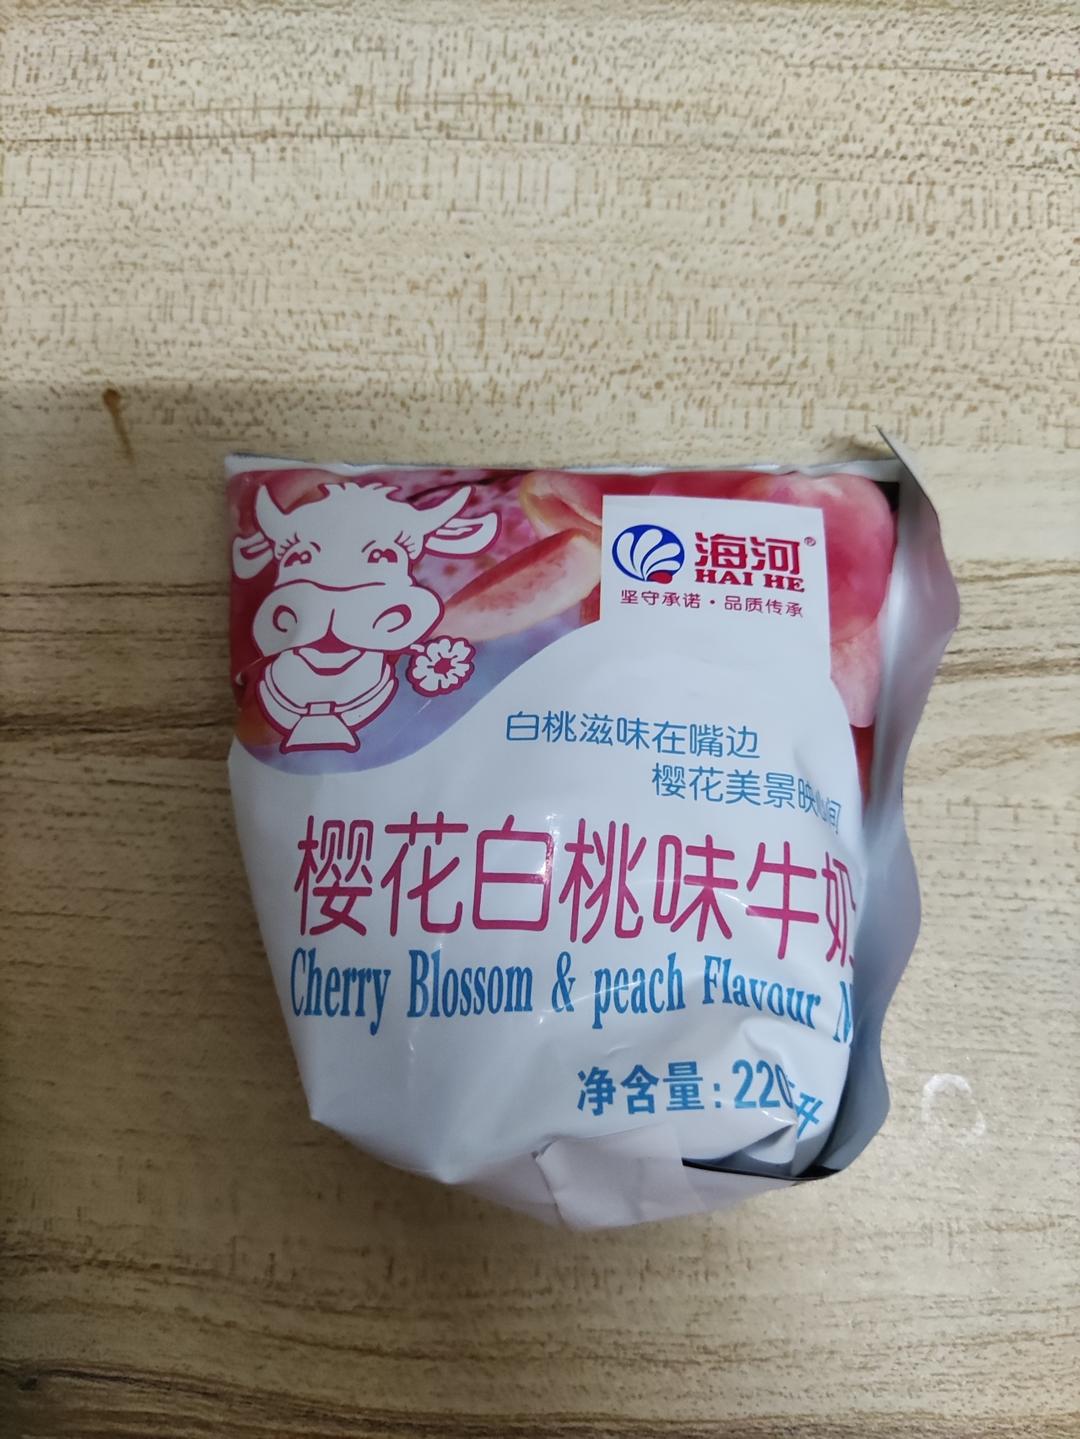 海河®
HAI HE
坚守承诺·品质传承
白桃滋味在嘴边
樱花美景映心间
樱花白桃味牛奶
Cherry Blossom & peach Flavour
净含量:220